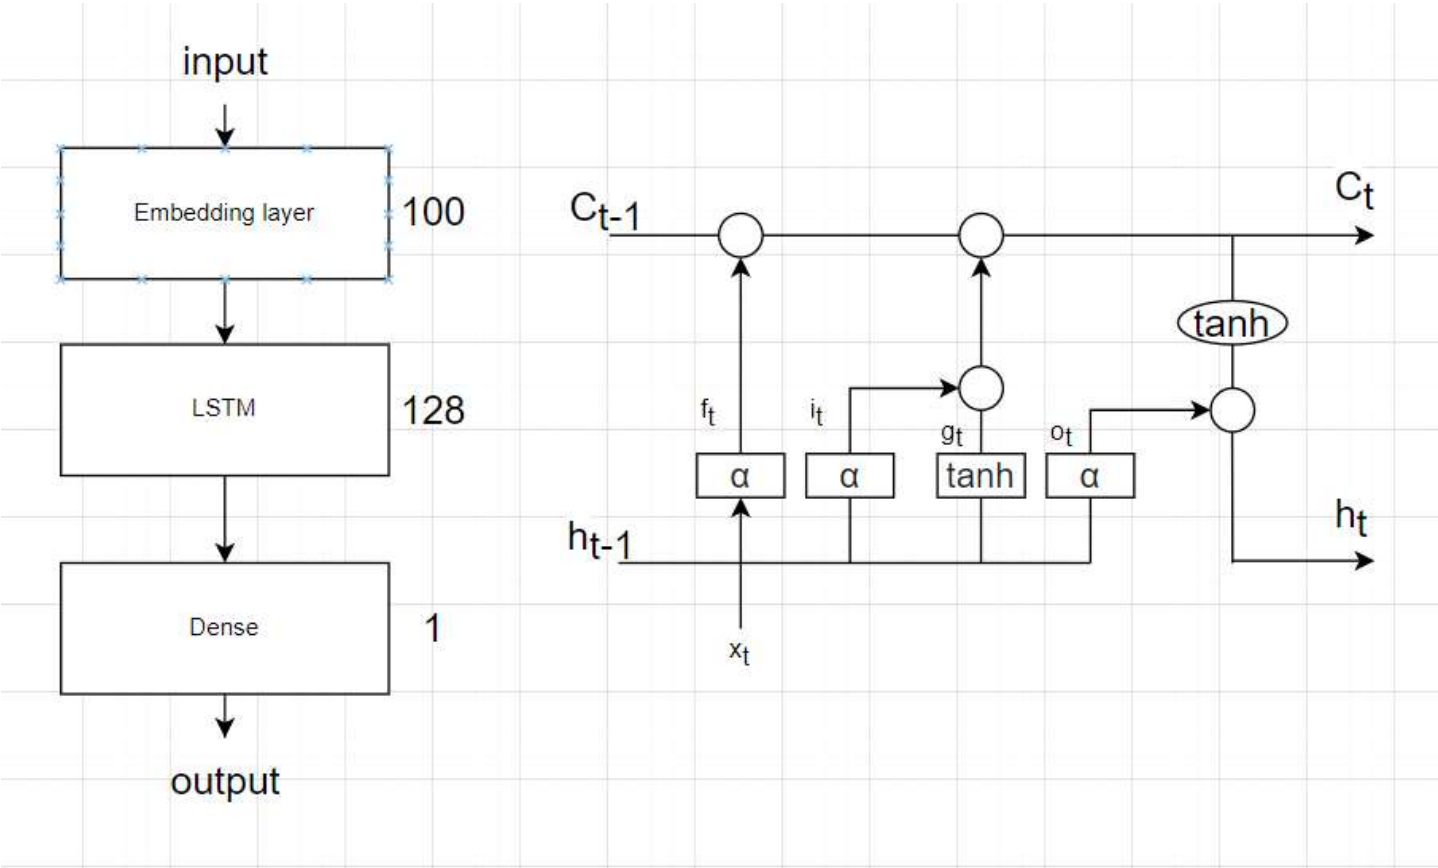 input
Embedding layer
100
LSTM
128
Dense
1
output
Ct-1
Ct
tanh
ft
it
gt
ot
α
α
tanh
α
ht-1
ht
xt